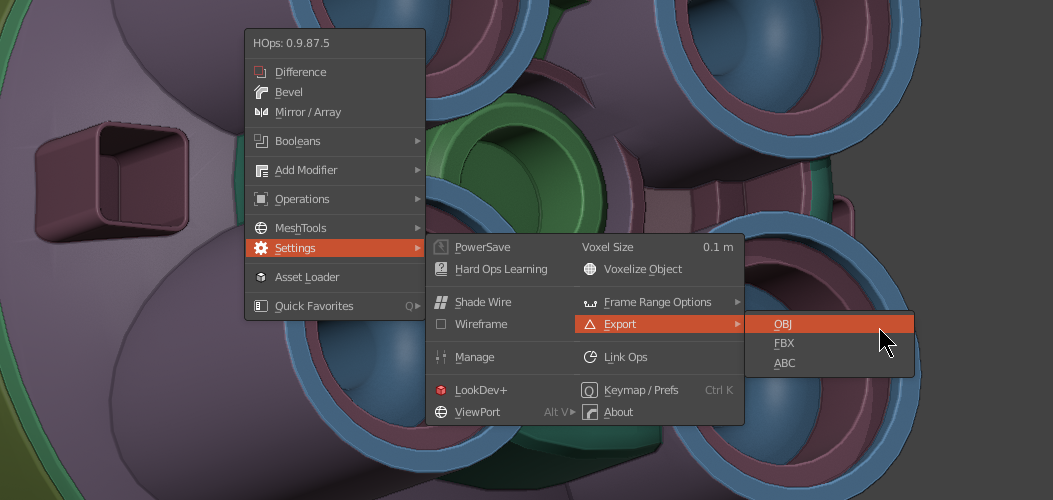 HOps: 0.9.87.5
Difference
Bevel
Mirror / Array
Booleans
Add Modifier
Operations
MeshTools
Settings
Asset Loader
Quick Favorites Q
PowerSave
Hard Ops Learning
Shade Wire
Wireframe
Manage
LookDev+
ViewPort Alt V
Voxel Size 0.1 m
Voxelize Object
Frame Range Options
Export
Link Ops
Keymap / Prefs Ctrl K
About
OBJ
FBX
ABC